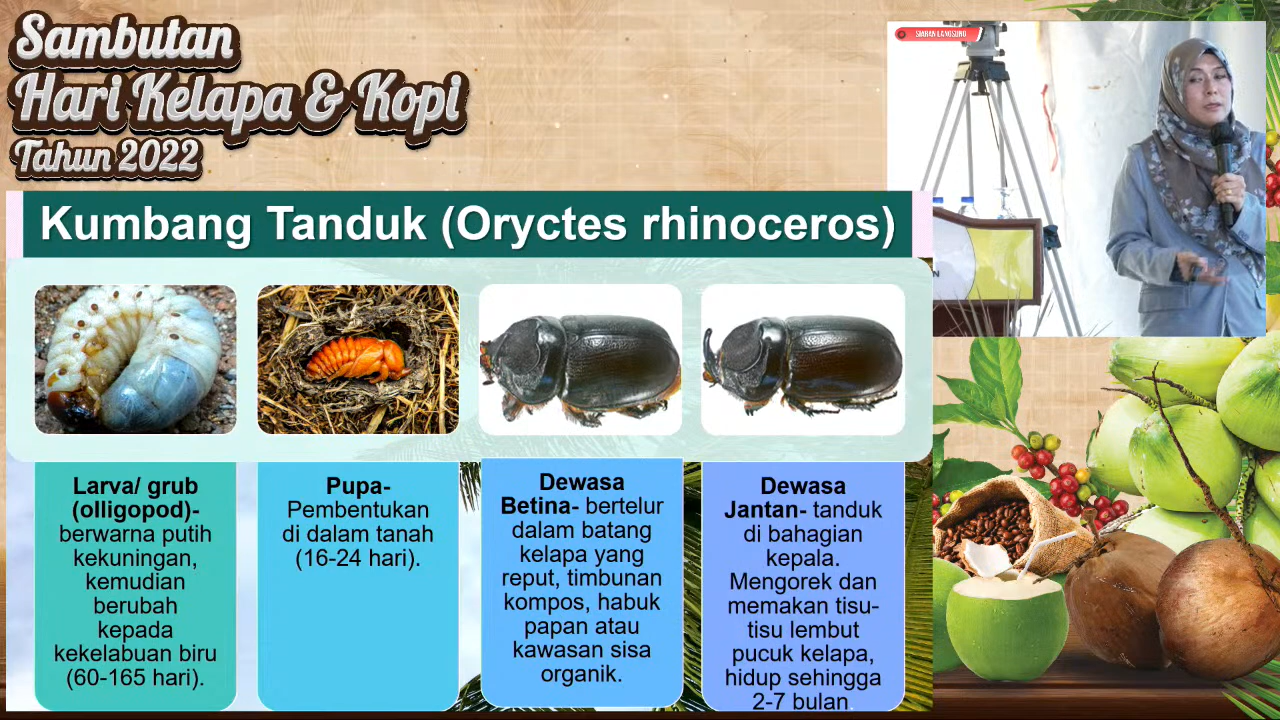 Sambutan
Hari Kelapa & Kopi
Tahun 2022
SIARAN LANGSUNG
Kumbang Tanduk (Oryctes rhinoceros)
Larva/ grub
(olligopod)-
berwarna putih
kekuningan,
kemudian
berubah
kepada
kekelabuan biru
(60-165 hari).
Pupa-
Pembentukan
di dalam tanah
(16-24 hari).
Dewasa
Betina- bertelur
dalam batang
kelapa yang
reput, timbunan
kompos, habuk
papan atau
kawasan sisa
organik.
Dewasa
Jantan- tanduk
di bahagian
kepala.
Mengorek dan
memakan tisu-
tisu lembut
pucuk kelapa,
hidup sehingga
2-7 bulan